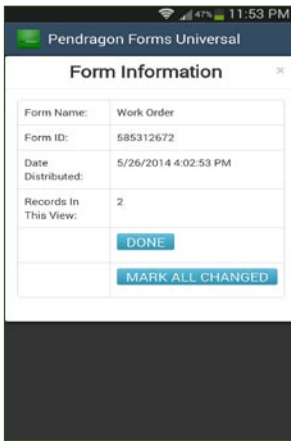 47% 11:53 PM
Pendragon Forms Universal
Form Information ×
Form Name: Work Order
Form ID: 585312672
Date 5/26/2014 4:02:53 PM
Distributed:
Records In 2
This View:
DONE
MARK ALL CHANGED